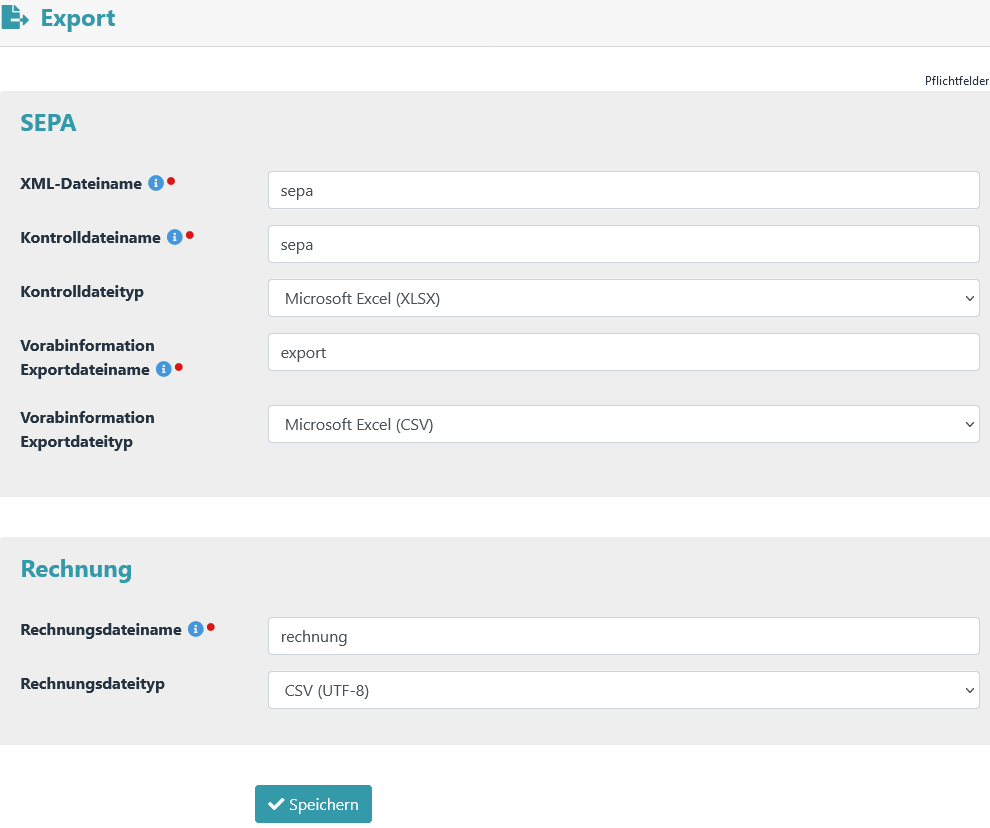 Export
Pflichtfelder
SEPA
XML-Dateiname
sepa
Kontrolldateiname
sepa
Kontrolldateityp
Microsoft Excel (XLSX)
Vorabinformation
Exportdateiname
export
Vorabinformation
Exportdateityp
Microsoft Excel (CSV)
Rechnung
Rechnungsdateiname
rechnung
Rechnungsdateityp
CSV (UTF-8)
Speichern